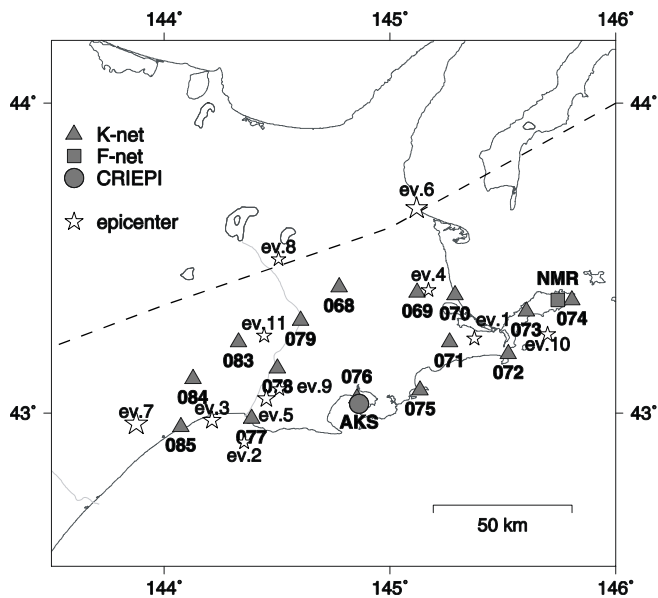 144° 145° 146°
44° 44°
K-net
F-net
CRIEPI
epicenter
ev.6
ev.8
ev.4
NMR
068
069 070
074
ev.11
079
ev.1
073
ev.10
083
071
072
078
ev.9
076
084
075
ev.7
ev.3
ev.5
AKS
43° 43°
085
077
ev.2
50 km
144° 145° 146°